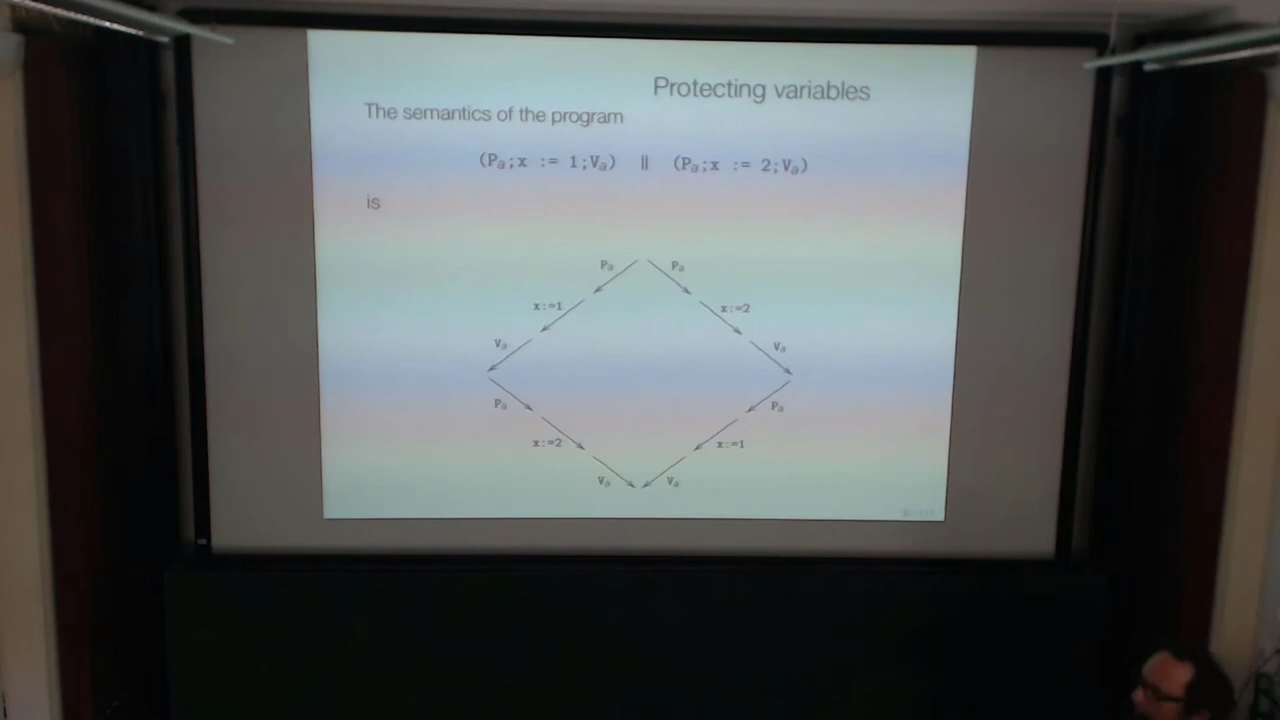 Protecting variables
The semantics of the program
(Pa;x := 1;Va) ‖ (Pa;x := 2;Va)
is
Pa Pa
x:=1 x:=2
Va Va
Pa Pa
x:=2 x:=1
Va Va